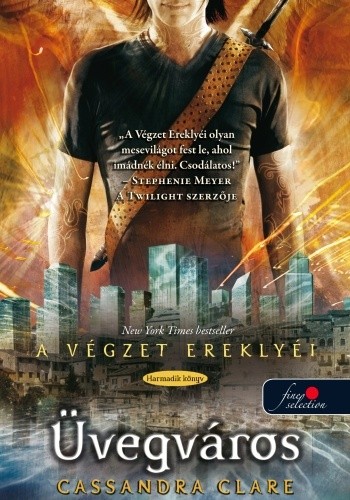 „A Végzet Ereklyéi olyan
mesevilágot fest le, ahol
imádnék élni. Csodálatos!”
– Stephenie Meyer
A Twilight szerzője
New York Times bestseller
A VÉGZET EREKLYÉI
Harmadik könyv
fine
selection
Üvegváros
CASSANDRA CLARE